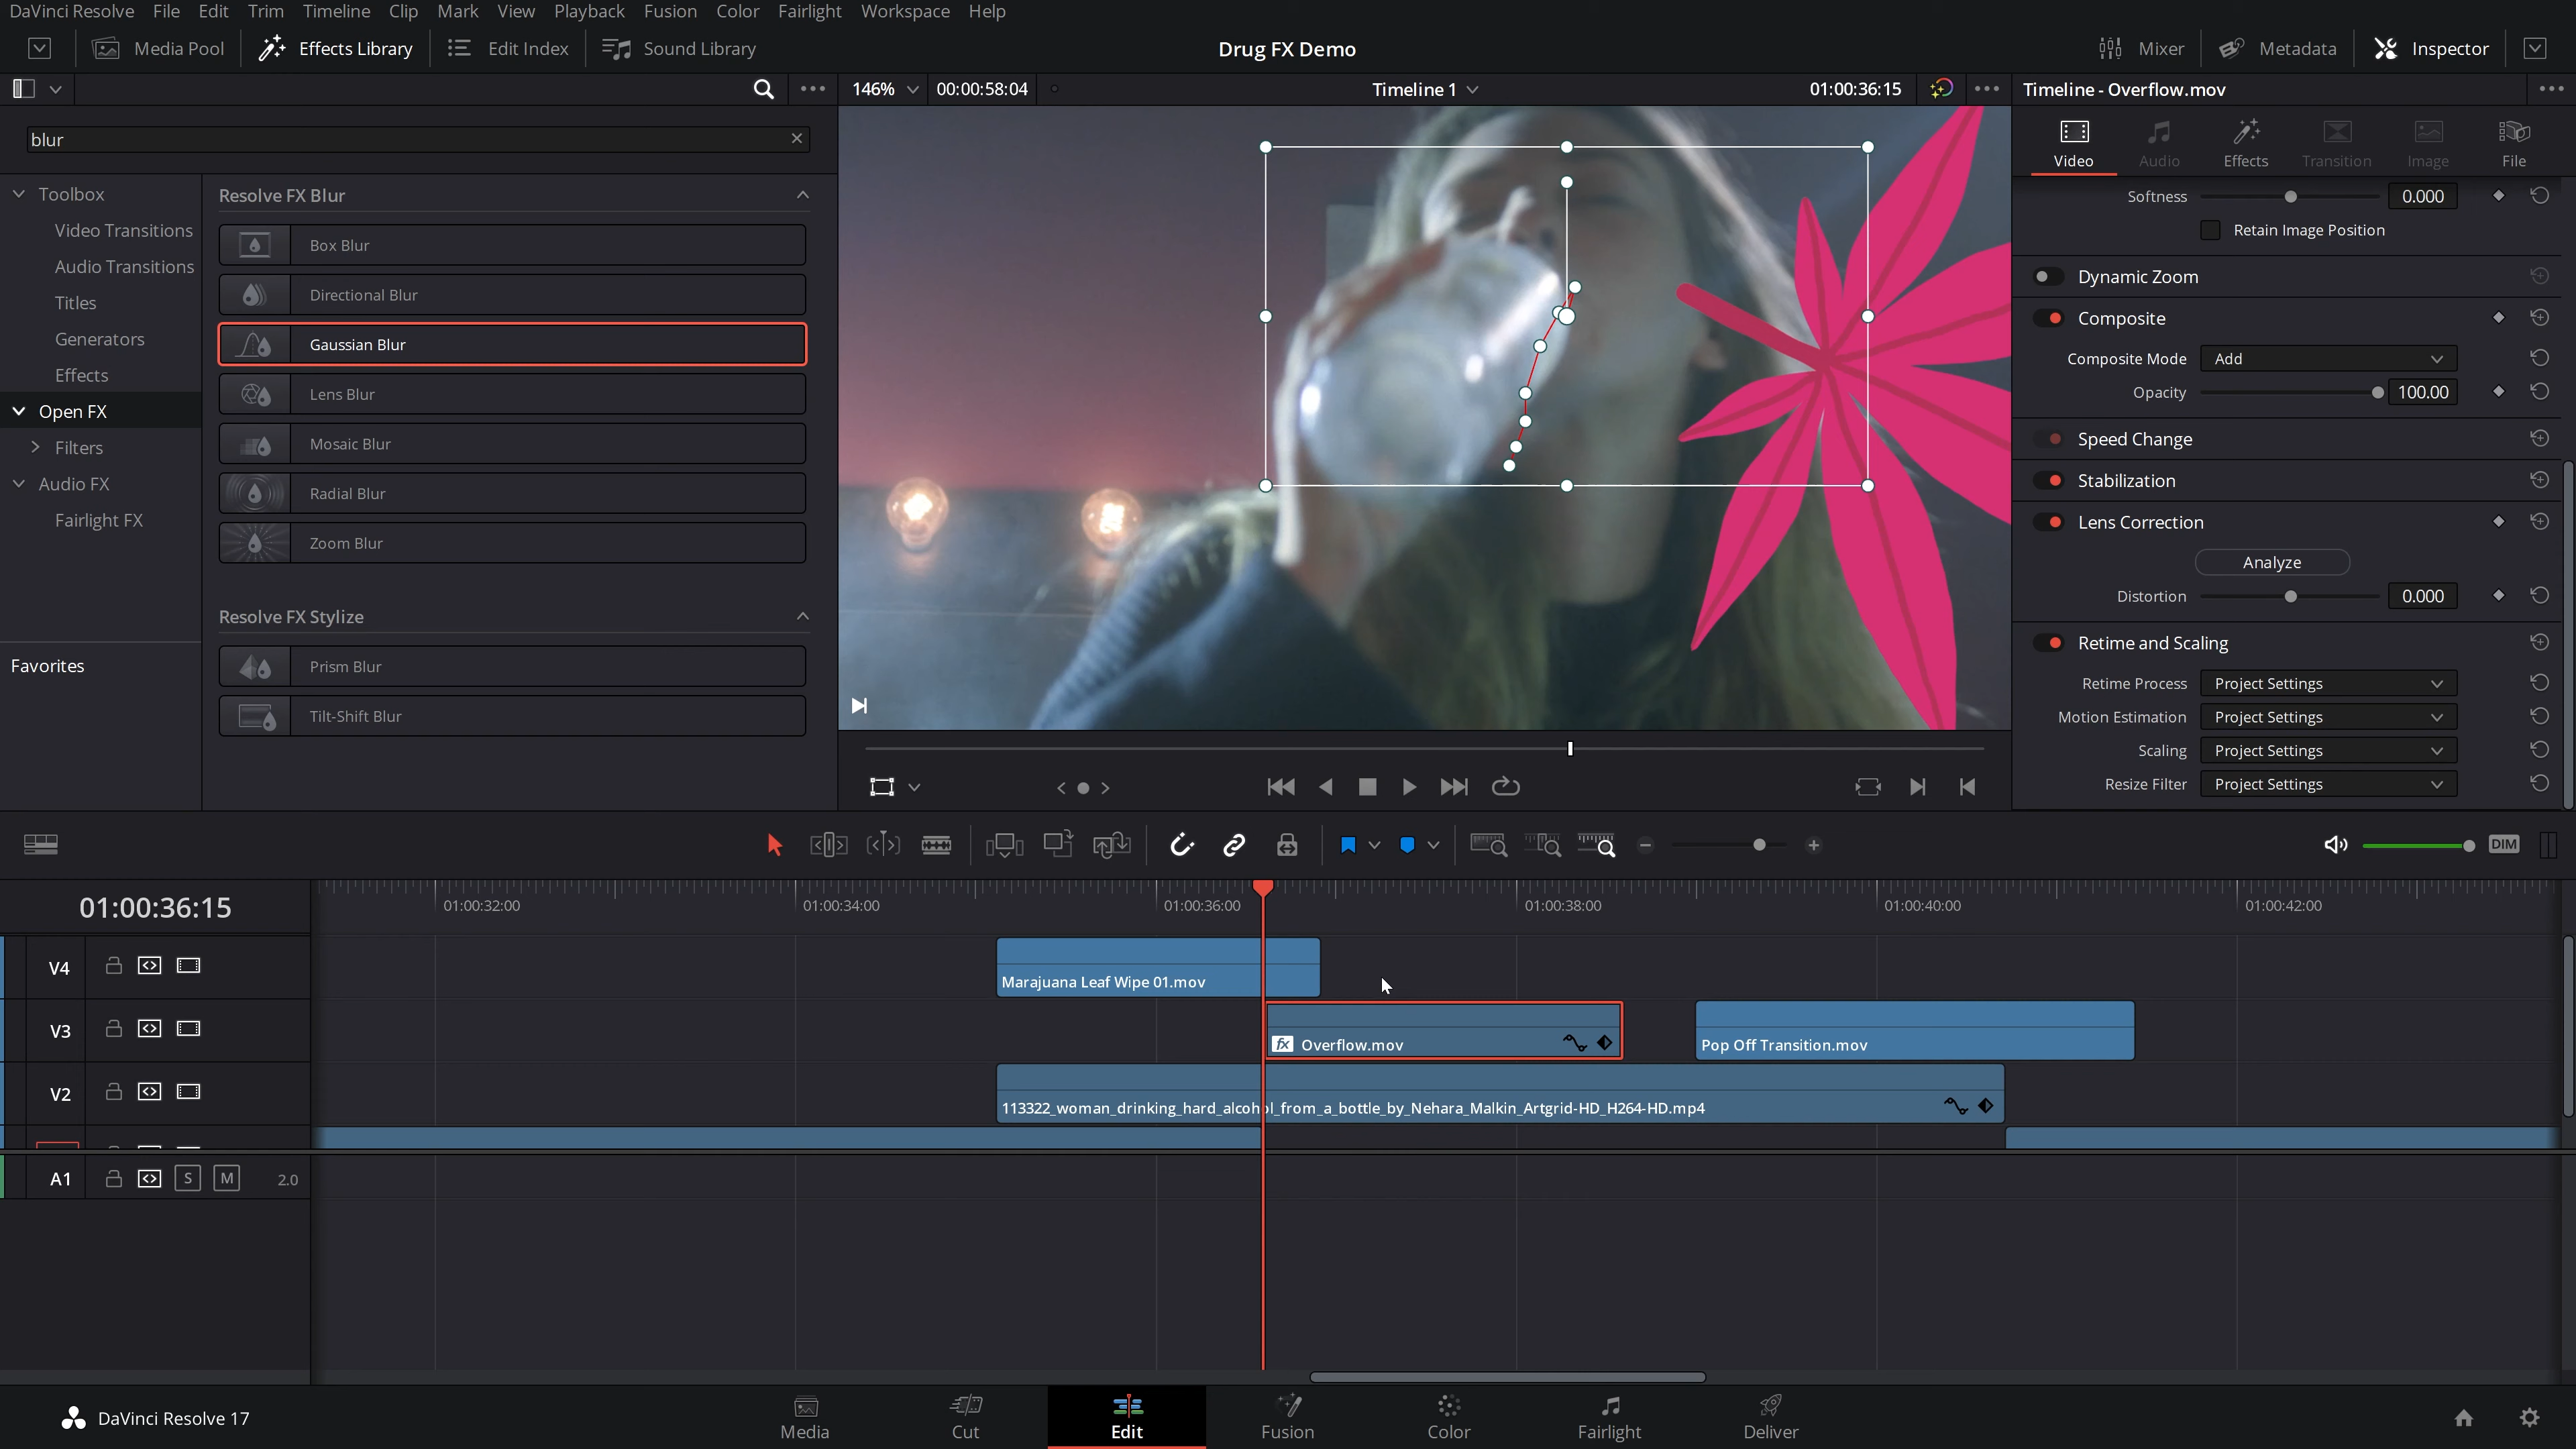 DaVinci Resolve File Edit Trim Timeline Clip Mark View Playback Fusion Color Fairlight Workspace Help
Media Pool Effects Library Edit Index Sound Library Drug FX Demo Mixer Metadata Inspector
146% 00:00:58:04 Timeline 1 01:00:36:15 Timeline - Overflow.mov
blur
Toolbox
Video Transitions
Audio Transitions
Titles
Generators
Effects
Open FX
Filters
Audio FX
Fairlight FX
Favorites
Resolve FX Blur
Box Blur
Directional Blur
Gaussian Blur
Lens Blur
Mosaic Blur
Radial Blur
Zoom Blur
Resolve FX Stylize
Prism Blur
Tilt-Shift Blur
Video Audio Effects Transition Image File
Softness 0.000
Retain Image Position
Dynamic Zoom
Composite
Composite Mode Add
Opacity 100.00
Speed Change
Stabilization
Lens Correction
Analyze
Distortion 0.000
Retime and Scaling
Retime Process Project Settings
Motion Estimation Project Settings
Scaling Project Settings
Resize Filter Project Settings
DIM
01:00:36:15
01:00:32:00 01:00:34:00 01:00:36:00 01:00:38:00 01:00:40:00 01:00:42:00
V4 Marajuana Leaf Wipe 01.mov
V3 fx Overflow.mov Pop Off Transition.mov
V2 113322_woman_drinking_hard_alcohol_from_a_bottle_by_Nehara_Malkin_Artgrid-HD_H264-HD.mp4
A1 S M 2.0
DaVinci Resolve 17 Media Cut Edit Fusion Color Fairlight Deliver